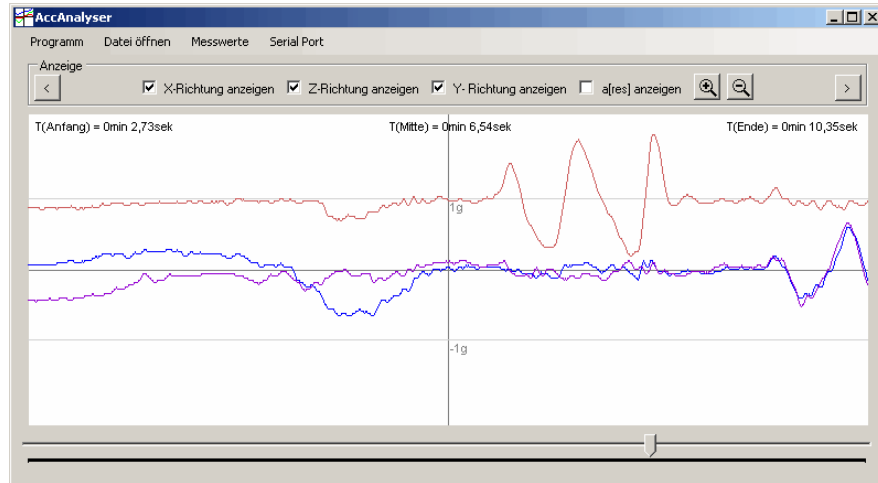 AccAnalyser
Programm Datei öffnen Messwerte Serial Port
Anzeige
< X-Richtung anzeigen Z-Richtung anzeigen Y- Richtung anzeigen a[res] anzeigen >
T(Anfang) = 0min 2,73sek T(Mitte) = 0min 6,54sek T(Ende) = 0min 10,35sek
1g
-1g